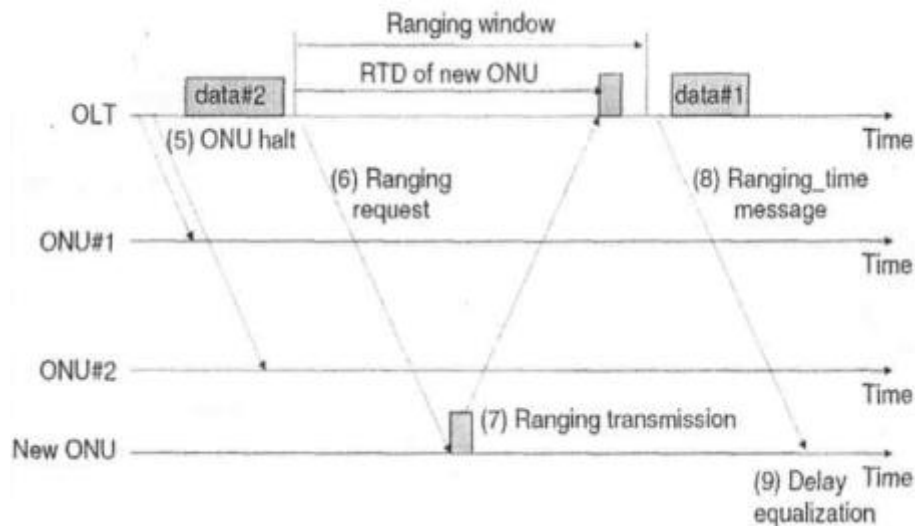 Ranging window
RTD of new ONU
data#2
data#1
OLT
Time
(5) ONU halt
(6) Ranging
request
(8) Ranging_time
message
ONU#1
Time
ONU#2
Time
(7) Ranging transmission
New ONU
Time
(9) Delay
equalization